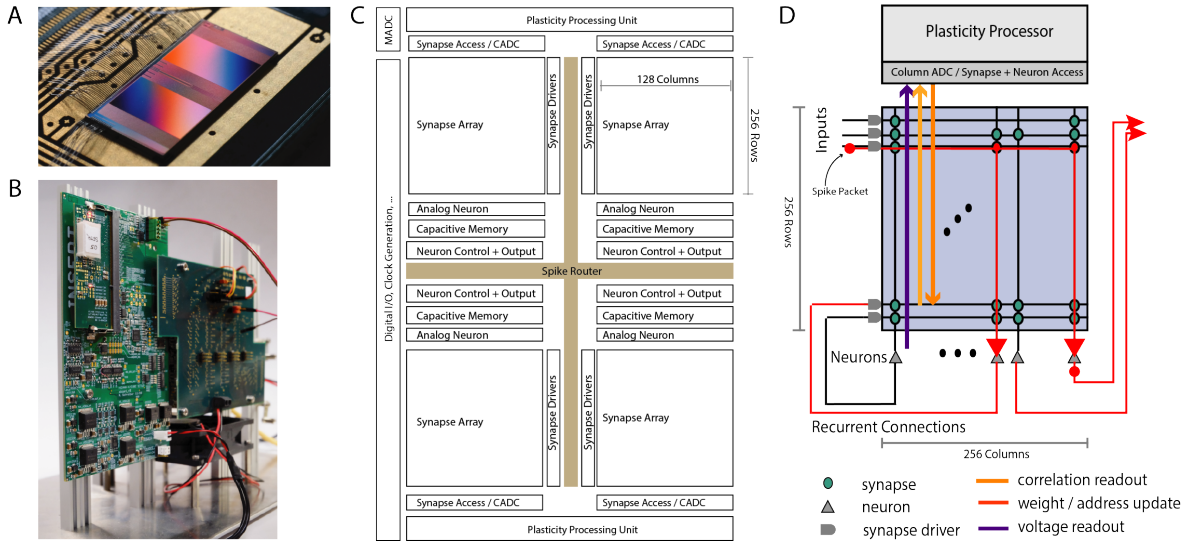 A
B
C
MADC
Plasticity Processing Unit
Synapse Access / CADC
Synapse Access / CADC
Digital I/O, Clock Generation, ...
Synapse Array
Synapse Drivers
Synapse Drivers
128 Columns
Synapse Array
256 Rows
Analog Neuron
Analog Neuron
Capacitive Memory
Capacitive Memory
Neuron Control + Output
Neuron Control + Output
Spike Router
Neuron Control + Output
Neuron Control + Output
Capacitive Memory
Capacitive Memory
Analog Neuron
Analog Neuron
Synapse Array
Synapse Drivers
Synapse Drivers
Synapse Array
Synapse Access / CADC
Synapse Access / CADC
Plasticity Processing Unit
D
Plasticity Processor
Column ADC / Synapse + Neuron Access
Inputs
Spike Packet
256 Rows
Neurons
Recurrent Connections
256 Columns
synapse
neuron
synapse driver
correlation readout
weight / address update
voltage readout